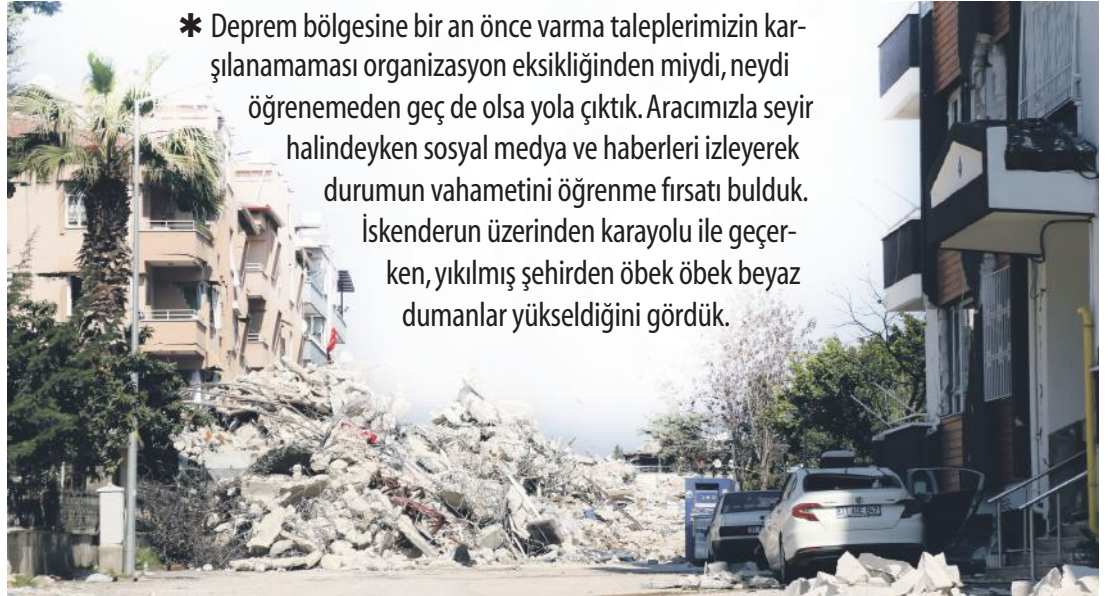 ✱ Deprem bölgesine bir an önce varma taleplerimizin kar-
şılanamaması organizasyon eksikliğinden miydi, neydi
öğrenemeden geç de olsa yola çıktık. Aracımızla seyir
halindeyken sosyal medya ve haberleri izleyerek
durumun vahametini öğrenme fırsatı bulduk.
İskenderun üzerinden karayolu ile geçer-
ken, yıkılmış şehirden öbek öbek beyaz
dumanlar yükseldiğini gördük.